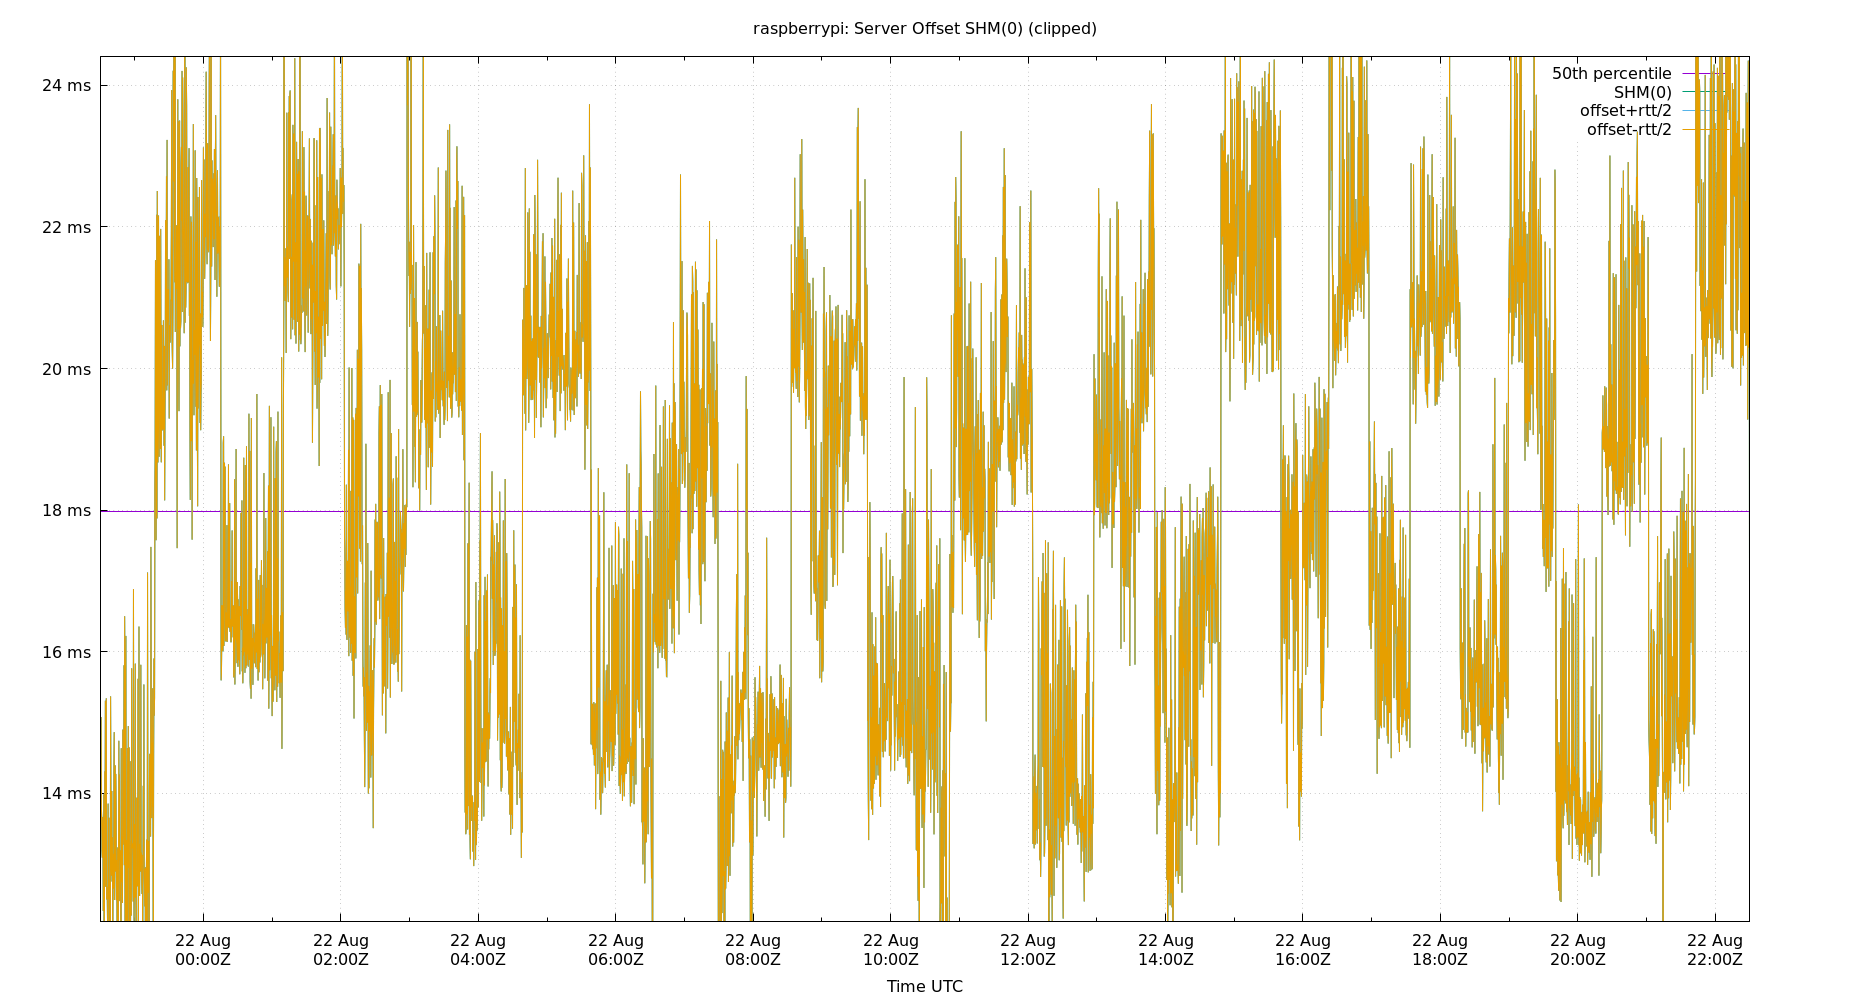 raspberrypi: Server Offset SHM(0) (clipped)
24 ms
22 ms
20 ms
18 ms
16 ms
14 ms
50th percentile
SHM(0)
offset+rtt/2
offset-rtt/2
22 Aug 22 Aug 22 Aug 22 Aug 22 Aug 22 Aug 22 Aug 22 Aug 22 Aug 22 Aug 22 Aug 22 Aug
00:00Z 02:00Z 04:00Z 06:00Z 08:00Z 10:00Z 12:00Z 14:00Z 16:00Z 18:00Z 20:00Z 22:00Z
Time UTC